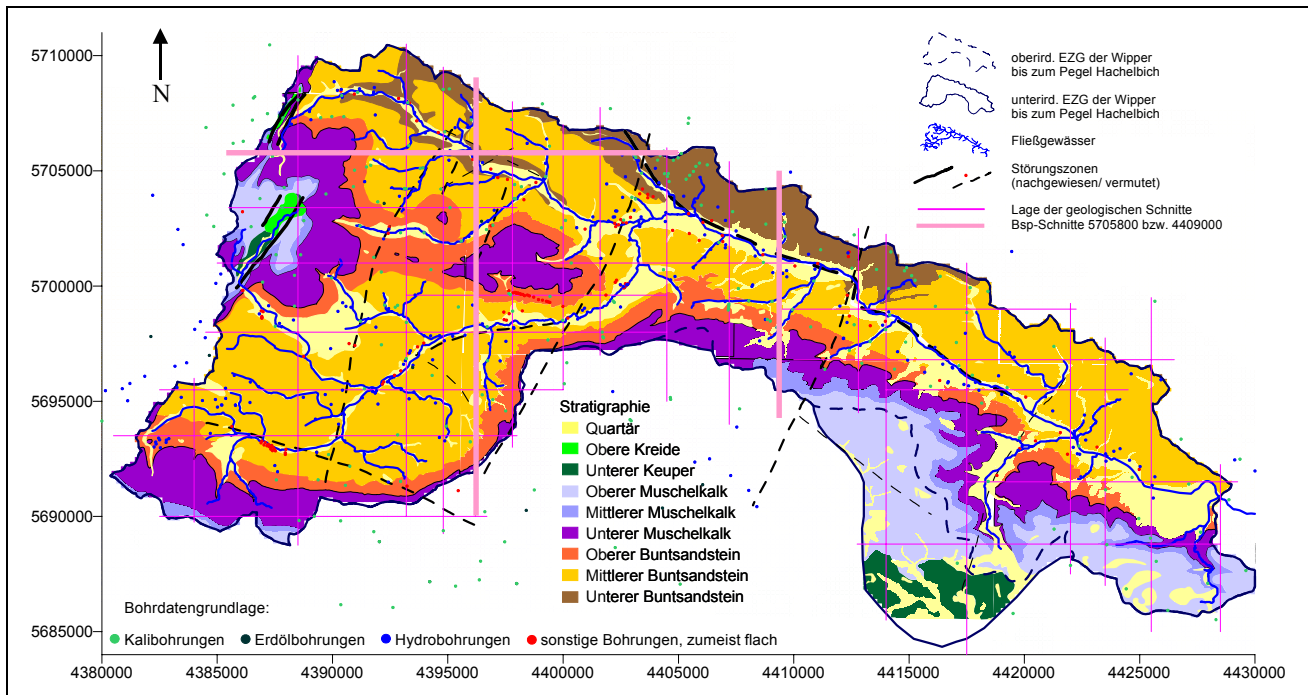 5710000
5705000
5700000
5695000
5690000
5685000
N
oberird. EZG der Wipper
bis zum Pegel Hachelbich
unterird. EZG der Wipper
bis zum Pegel Hachelbich
Fließgewässer
Störungszonen
(nachgewiesen/ vermutet)
Lage der geologischen Schnitte
Bsp-Schnitte 5705800 bzw. 4409000
Stratigraphie
Quartär
Obere Kreide
Unterer Keuper
Oberer Muschelkalk
Mittlerer Muschelkalk
Unterer Muschelkalk
Oberer Buntsandstein
Mittlerer Buntsandstein
Unterer Buntsandstein
Bohrdatengrundlage:
Kalibohrungen Erdölbohrungen Hydrobohrungen sonstige Bohrungen, zumeist flach
4380000 4385000 4390000 4395000 4400000 4405000 4410000 4415000 4420000 4425000 4430000